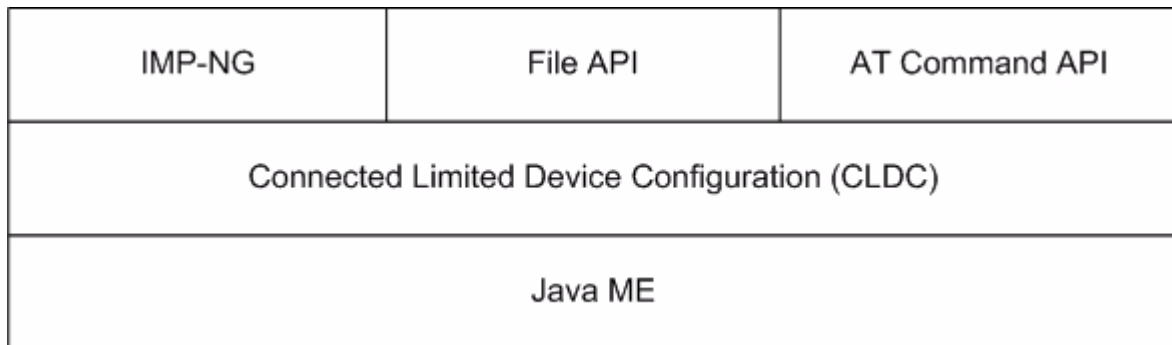 IMP-NG
File API
AT Command API
Connected Limited Device Configuration (CLDC)
Java ME